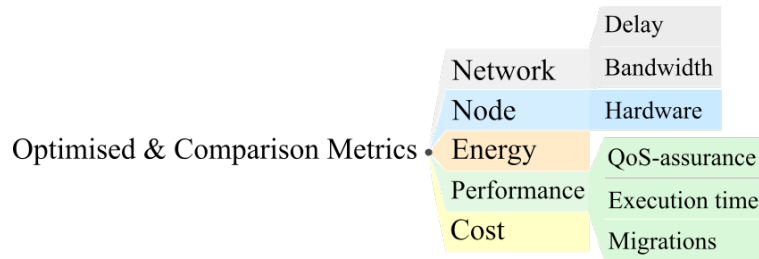 Optimised & Comparison Metrics
Network
Delay
Bandwidth
Node
Hardware
Energy
Performance
QoS-assurance
Execution time
Migrations
Cost